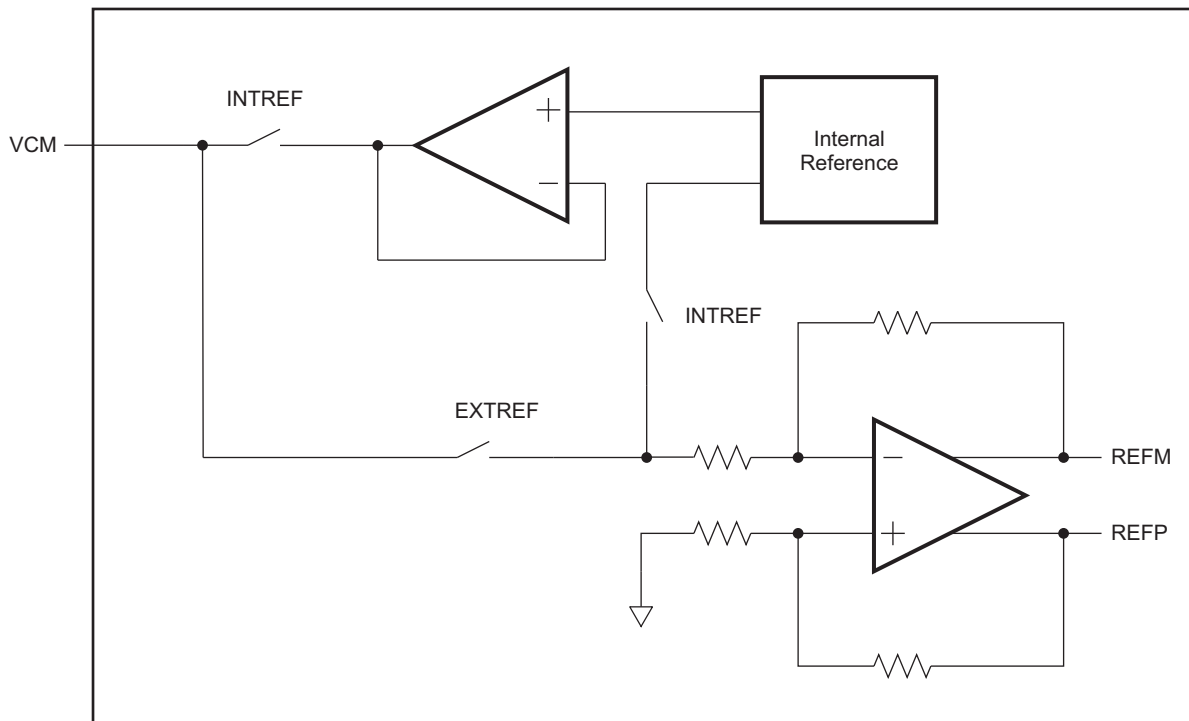 INTREF
VCM
+
−
Internal
Reference
INTREF
EXTREF
−
REFM
+
REFP